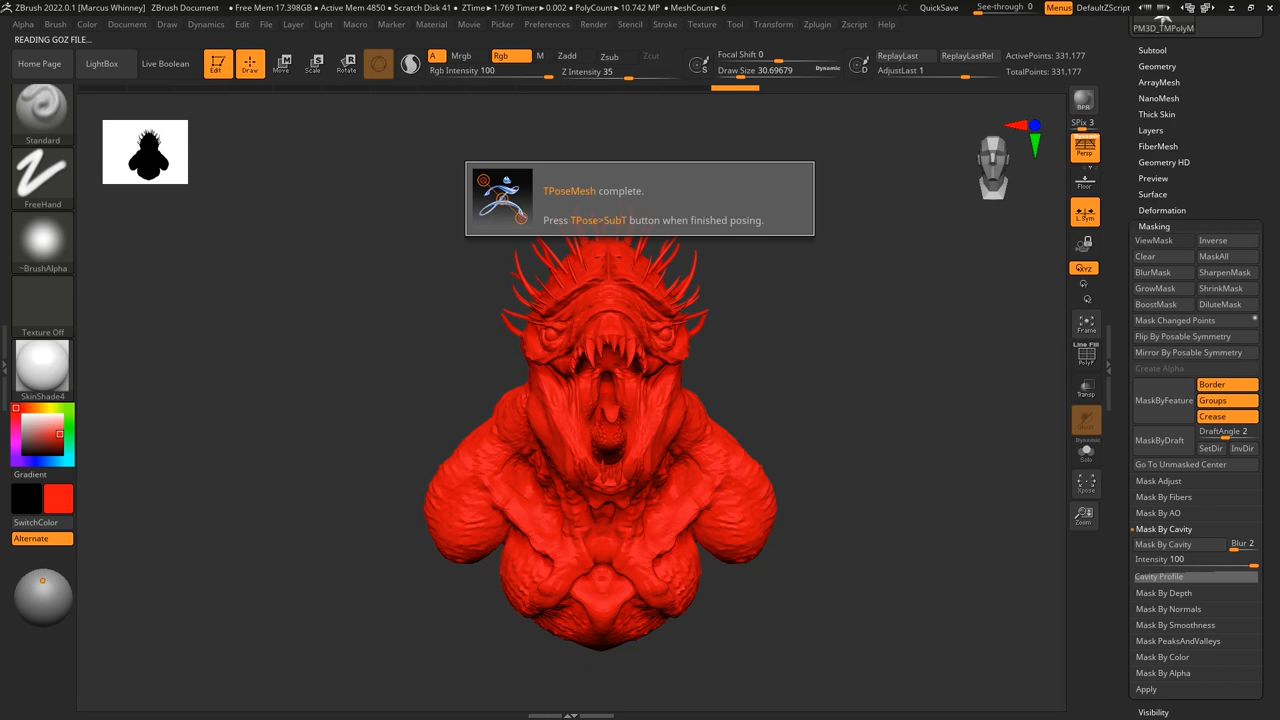 ZBrush 2022.0.1 [Marcus Whinney] ZBrush Document • Free Mem 17.398GB • Active Mem 4850 • Scratch Disk 41 • ZTime▸1.769 Timer▸0.002 • PolyCount▸10.742 MP • MeshCount▸6
AC QuickSave See-through 0 Menus DefaultZScript
Alpha Brush Color Document Draw Dynamics Edit File Layer Light Macro Marker Material Movie Picker Preferences Render Stencil Stroke Texture Tool Transform Zplugin Zscript Help
READING GOZ FILE...
Home Page LightBox Live Boolean Edit Draw Move Scale Rotate
A Mrgb Rgb M Zadd Zsub Zcut
Rgb Intensity 100 Z Intensity 35
S Focal Shift 0
Draw Size 30.69679 Dynamic
D ReplayLast ReplayLastRel
AdjustLast 1
ActivePoints: 331,177
TotalPoints: 331,177
Standard
FreeHand
~BrushAlpha
Texture Off
SkinShade4
Gradient
SwitchColor
Alternate
TPoseMesh complete.
Press TPose>SubT button when finished posing.
BPR
SPix 3
Dynamic
Persp
Floor
L.Sym
XYZ
Frame
Line Fill
PolyF
Transp
Ghost
Dynamic
Solo
Xpose
Zoom
PM3D_TMPolyM
Subtool
Geometry
ArrayMesh
NanoMesh
Thick Skin
Layers
FiberMesh
Geometry HD
Preview
Surface
Deformation
Masking
ViewMask Inverse
Clear MaskAll
BlurMask SharpenMask
GrowMask ShrinkMask
BoostMask DiluteMask
Mask Changed Points
Flip By Posable Symmetry
Mirror By Posable Symmetry
Create Alpha
MaskByFeature
Border
Groups
Crease
MaskByDraft
DraftAngle 2
SetDir InvDir
Go To Unmasked Center
Mask Adjust
Mask By Fibers
Mask By AO
Mask By Cavity
Mask By Cavity Blur 2
Intensity 100
Cavity Profile
Mask By Depth
Mask By Normals
Mask By Smoothness
Mask PeaksAndValleys
Mask By Color
Mask By Alpha
Apply
Visibility